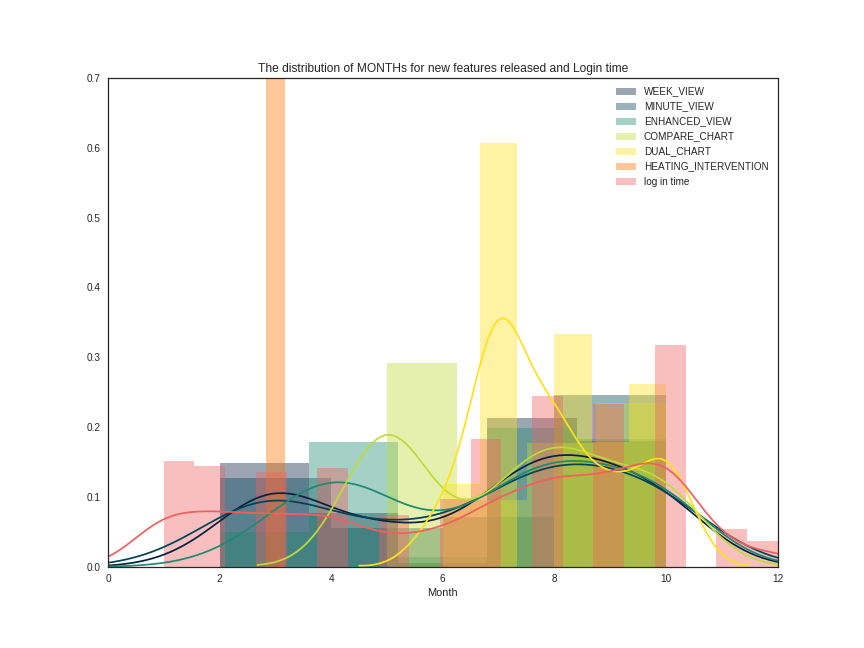 The distribution of MONTHs for new features released and Login time
0.7
0.6
0.5
0.4
0.3
0.2
0.1
0.0
WEEK_VIEW
MINUTE_VIEW
ENHANCED_VIEW
COMPARE_CHART
DUAL_CHART
HEATING_INTERVENTION
log in time
0 2 4 6 8 10 12
Month